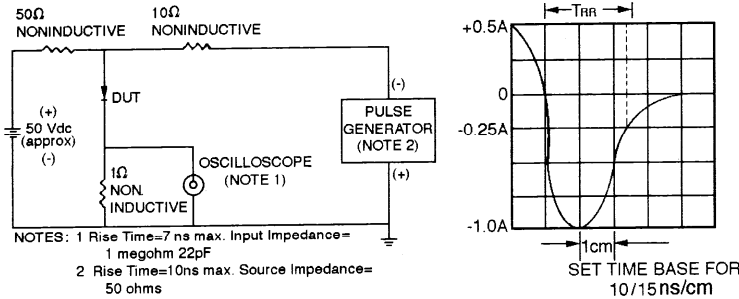 50Ω
NONINDUCTIVE
10Ω
NONINDUCTIVE
(+)
50 Vdc
(approx)
(-)
DUT
1Ω
NON.
INDUCTIVE
OSCILLOSCOPE
(NOTE 1)
(-)
PULSE
GENERATOR
(NOTE 2)
(+)
NOTES: 1 Rise Time=7 ns max. Input Impedance=
1 megohm 22pF
2 Rise Time=10ns max. Source Impedance=
50 ohms
TRR
+0.5A
0
-0.25A
-1.0A
1cm
SET TIME BASE FOR
10/15 ns/cm